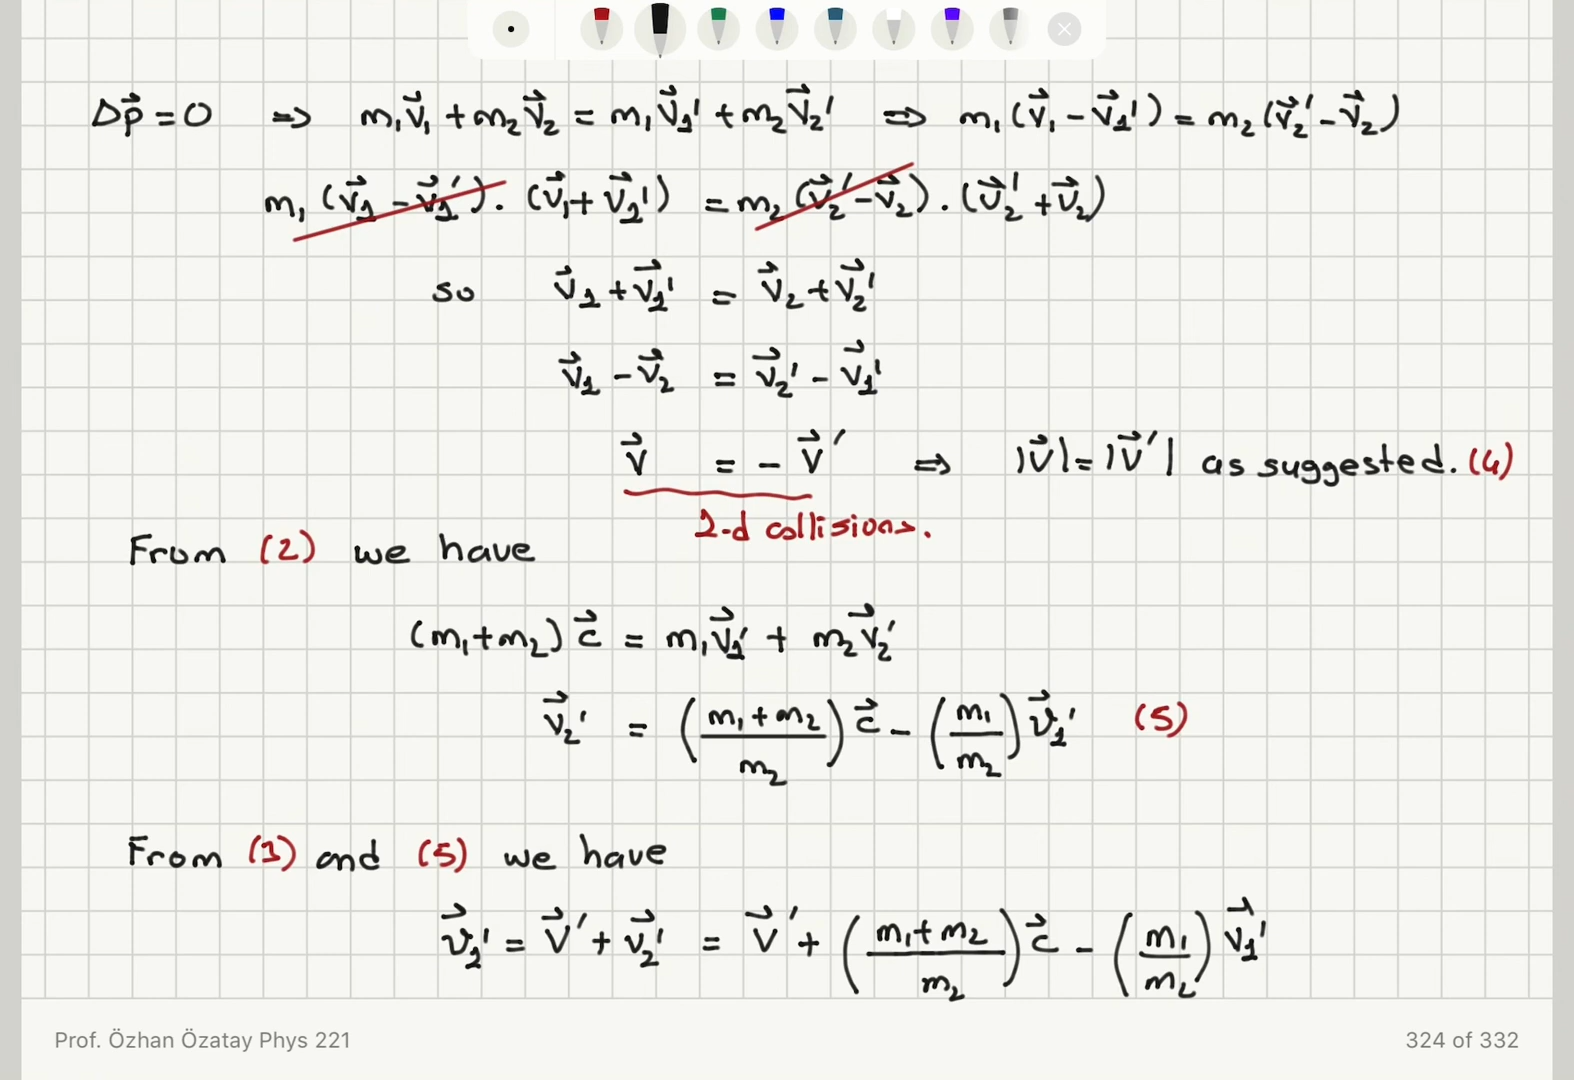 Δp⃗ = 0 ⇒ m₁v⃗₁ + m₂v⃗₂ = m₁v⃗₁' + m₂v⃗₂' ⇒ m₁(v⃗₁ - v⃗₁') = m₂(v⃗₂' - v⃗₂)
m₁(v⃗₁ - v⃗₁')·(v⃗₁ + v⃗₁') = m₂(v⃗₂' - v⃗₂)·(v⃗₂' + v⃗₂)
so v⃗₁ + v⃗₁' = v⃗₂ + v⃗₂'
v⃗₁ - v⃗₂ = v⃗₂' - v⃗₁'
v⃗ = - v⃗' ⇒ |v⃗| = |v⃗'| as suggested. (4)
2-d collisions.
From (2) we have
(m₁+m₂) c⃗ = m₁v⃗₁' + m₂v⃗₂'
v⃗₂' = ((m₁+m₂)/m₂) c⃗ - (m₁/m₂) v⃗₁' (5)
From (1) and (5) we have
v⃗₁' = v⃗' + v⃗₂' = v⃗' + ((m₁+m₂)/m₂) c⃗ - (m₁/m₂) v⃗₁'
Prof. Özhan Özatay Phys 221
324 of 332